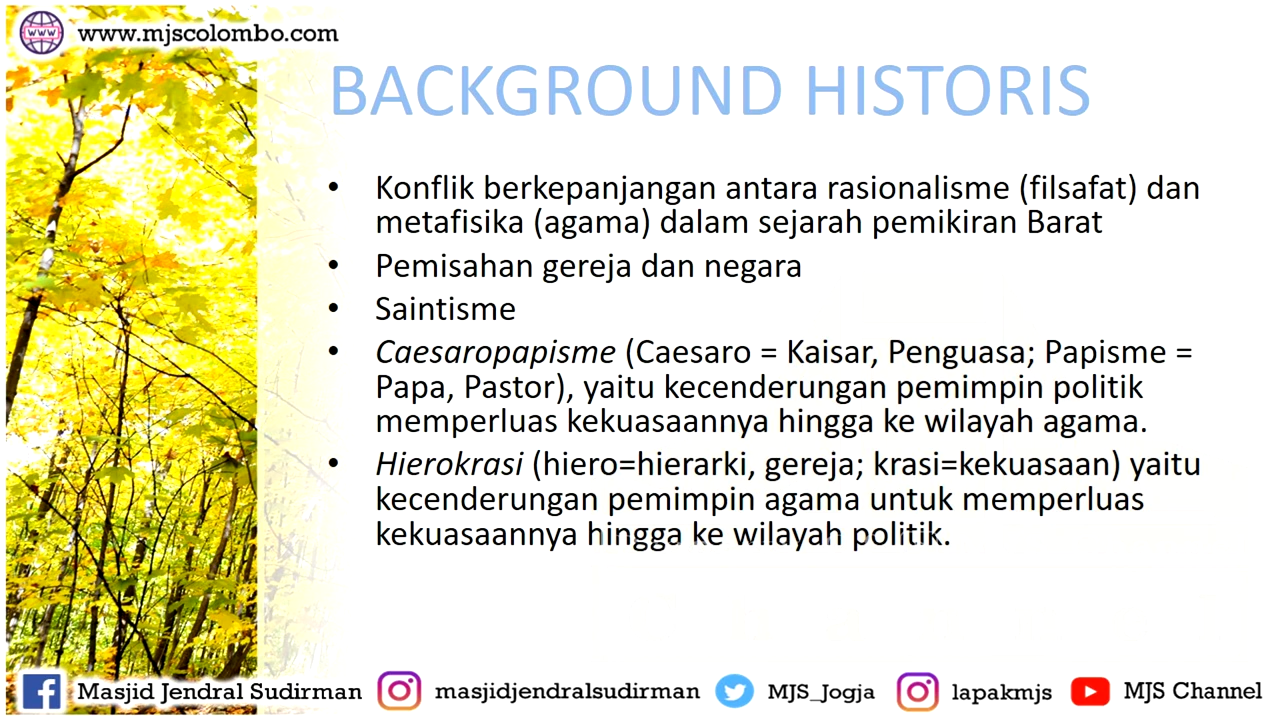 www.mjscolombo.com
BACKGROUND HISTORIS
• Konflik berkepanjangan antara rasionalisme (filsafat) dan
metafisika (agama) dalam sejarah pemikiran Barat
• Pemisahan gereja dan negara
• Saintisme
• Caesaropapisme (Caesaro = Kaisar, Penguasa; Papisme =
Papa, Pastor), yaitu kecenderungan pemimpin politik
memperluas kekuasaannya hingga ke wilayah agama.
• Hierokrasi (hiero=hierarki, gereja; krasi=kekuasaan) yaitu
kecenderungan pemimpin agama untuk memperluas
kekuasaannya hingga ke wilayah politik.
Masjid Jendral Sudirman masjidjendralsudirman MJS_Jogja lapakmjs MJS Channel